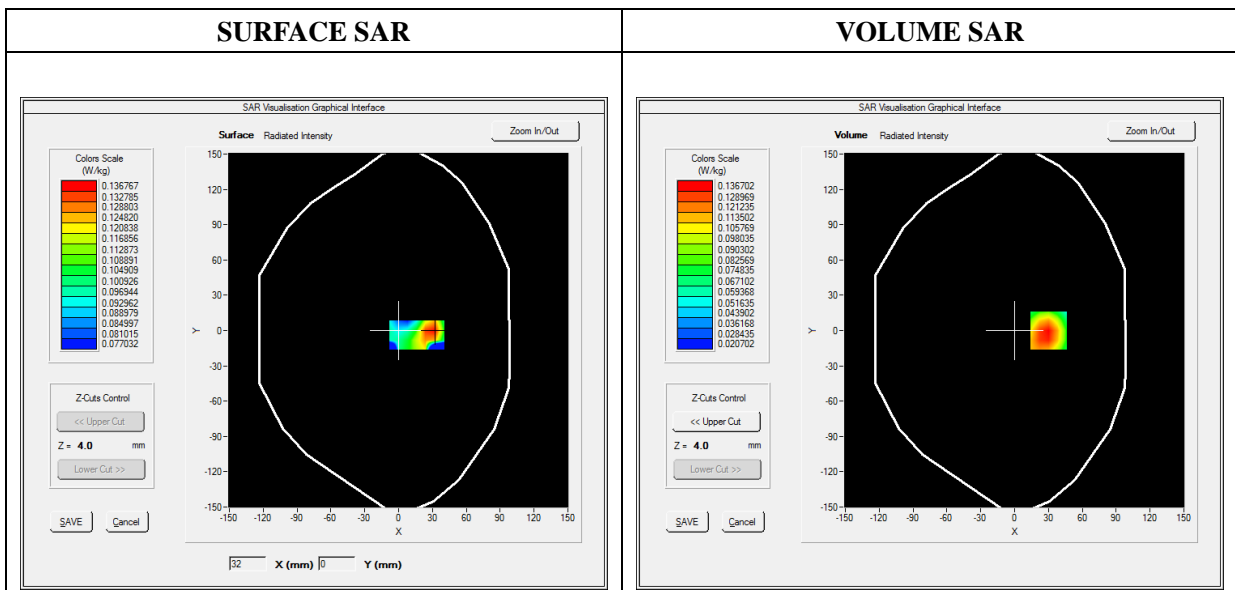 SURFACE SAR
VOLUME SAR
SAR Visualisation Graphical Interface
Surface Radiated Intensity
Zoom In/Out
Colors Scale
(W/kg)
0.136767
0.132785
0.128803
0.124820
0.120838
0.116856
0.112873
0.108891
0.104909
0.100926
0.096944
0.092962
0.088979
0.084997
0.081015
0.077032
150
120
90
60
30
0
-30
-60
-90
-120
-150
Y
-150 -120 -90 -60 -30 0 30 60 90 120 150
X
Z-Cuts Control
<< Upper Cut
Z = 4.0 mm
Lower Cut >>
SAVE Cancel
32 X (mm) 0 Y (mm)
SAR Visualisation Graphical Interface
Volume Radiated Intensity
Zoom In/Out
Colors Scale
(W/kg)
0.136702
0.128969
0.121235
0.113502
0.105769
0.098035
0.090302
0.082569
0.074835
0.067102
0.059368
0.051635
0.043902
0.036168
0.028435
0.020702
150
120
90
60
30
0
-30
-60
-90
-120
-150
Y
-150 -120 -90 -60 -30 0 30 60 90 120 150
X
Z-Cuts Control
<< Upper Cut
Z = 4.0 mm
Lower Cut >>
SAVE Cancel